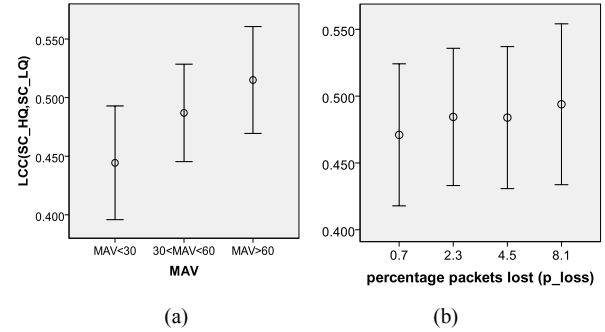 LCC(SC_HQ,SC_LQ)
0.550
0.500
0.450
0.400
MAV<30 30<MAV<60 MAV>60
MAV
(a)
0.550
0.500
0.450
0.400
0.7 2.3 4.5 8.1
percentage packets lost (p_loss)
(b)